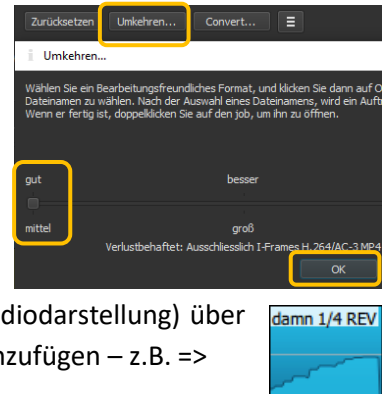 Zurücksetzen Umkehren... Convert...
Umkehren...
Wählen Sie ein Bearbeitungsfreundliches Format, und klicken Sie dann auf O
Dateinamen zu wählen. Nach der Auswahl eines Dateinamens, wird ein Auftr
Wenn er fertig ist, doppelklicken Sie auf den job, um ihn zu öffnen.
gut besser
mittel groß
Verlustbehaftet: Ausschliesslich I-Frames H.264/AC-3 MP4
OK
diodarstellung) über
nzufügen – z.B. =>
damn 1/4 REV